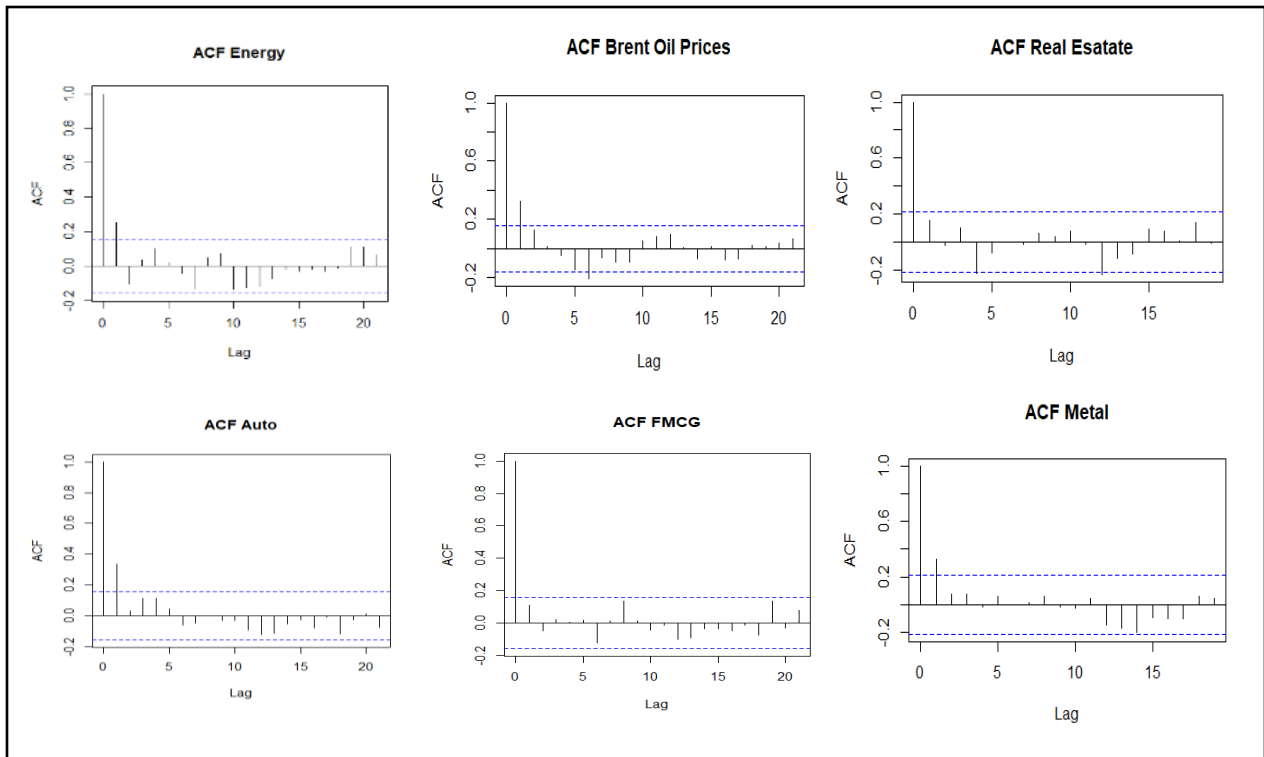 ACF Energy
ACF
1.0
0.8
0.6
0.4
0.2
0.0
-0.2
0 5 10 15 20
Lag
ACF Brent Oil Prices
ACF
1.0
0.6
0.2
-0.2
0 5 10 15 20
Lag
ACF Real Esatate
ACF
1.0
0.6
0.2
-0.2
0 5 10 15
Lag
ACF Auto
ACF
1.0
0.8
0.6
0.4
0.2
0.0
-0.2
0 5 10 15 20
Lag
ACF FMCG
ACF
1.0
0.8
0.6
0.4
0.2
0.0
-0.2
0 5 10 15 20
Lag
ACF Metal
ACF
1.0
0.6
0.2
-0.2
0 5 10 15
Lag